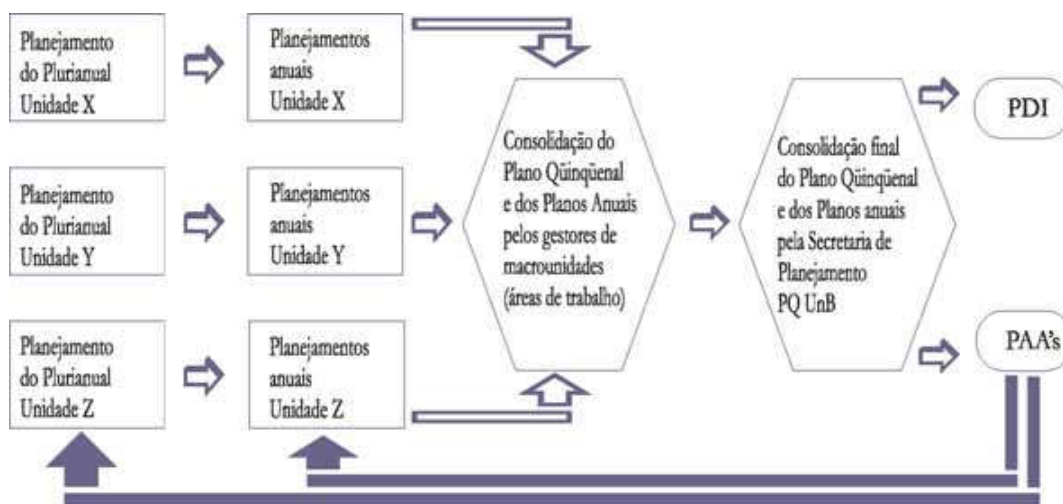 Planejamento
do Plurianual
Unidade X
Planejamentos
anuais
Unidade X
Planejamento
do Plurianual
Unidade Y
Planejamentos
anuais
Unidade Y
Planejamento
do Plurianual
Unidade Z
Planejamentos
anuais
Unidade Z
Consolidação do
Plano Qüinqüenal
e dos Planos Anuais
pelos gestores de
macrounidades
(áreas de trabalho)
Consolidação final
do Plano Qüinqüenal
e dos Planos anuais
pela Secretaria de
Planejamento
PQ UnB
PDI
PAA's